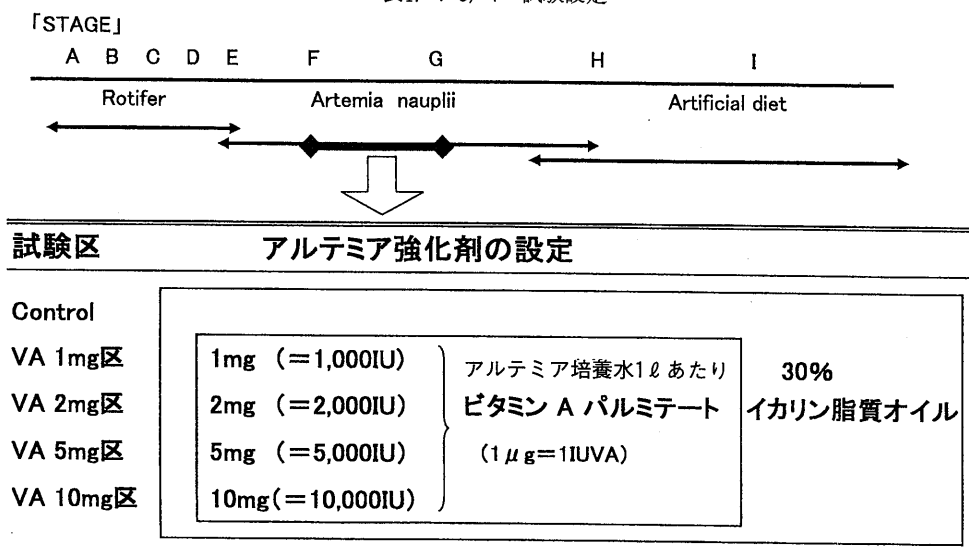 試験設定
「STAGE」
A B C D E F G H I
Rotifer Artemia nauplii Artificial diet
試験区 アルテミア強化剤の設定
Control
VA 1mg区 1mg (=1,000IU) アルテミア培養水1ℓあたり 30%
VA 2mg区 2mg (=2,000IU) ビタミン A パルミテート イカリン脂質オイル
VA 5mg区 5mg (=5,000IU) (1μg=1IUVA)
VA 10mg区 10mg(=10,000IU)